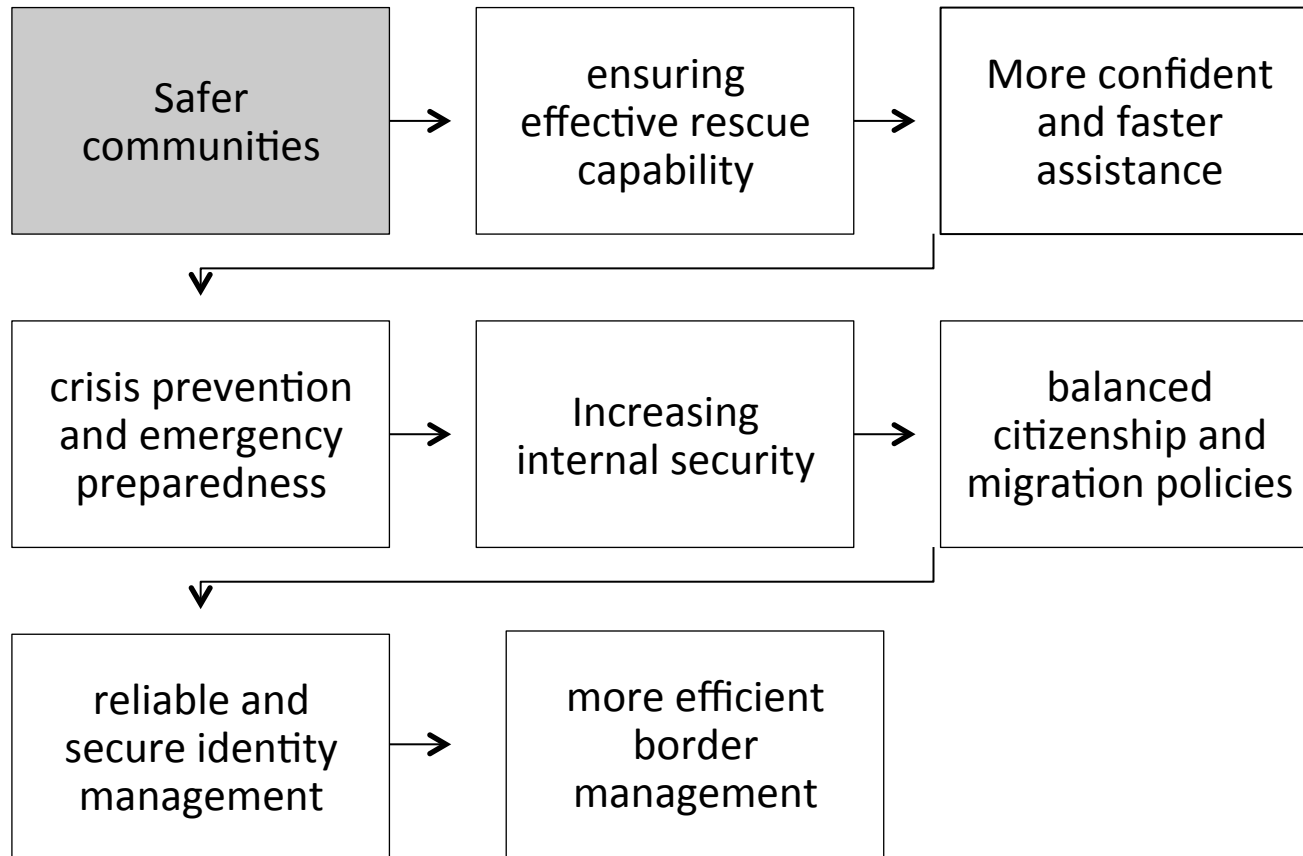 Safer
communities
ensuring
effective rescue
capability
More confident
and faster
assistance
crisis prevention
and emergency
preparedness
Increasing
internal security
balanced
citizenship and
migration policies
reliable and
secure identity
management
more efficient
border
management